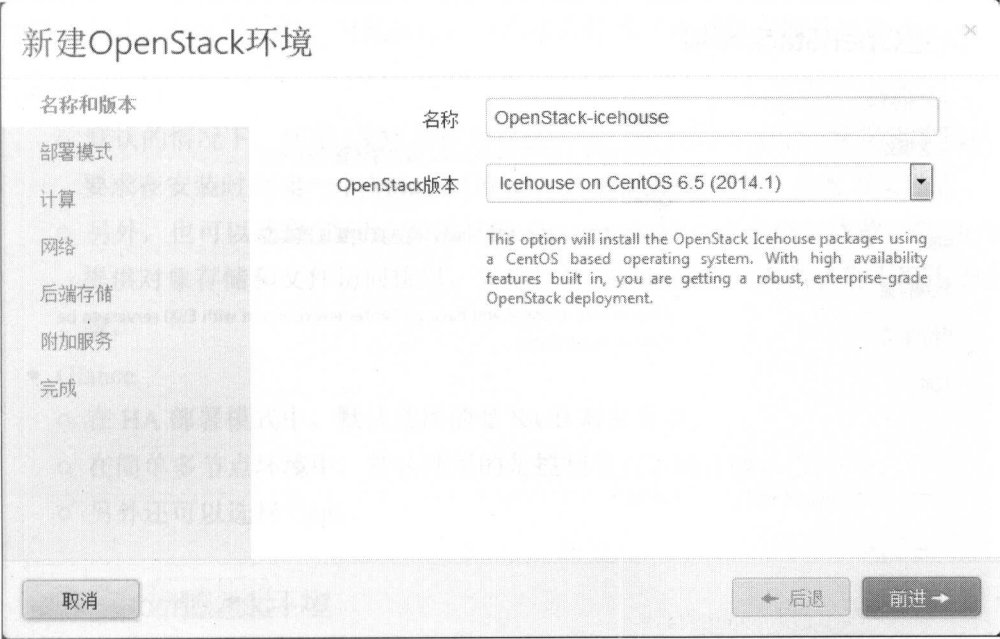 新建OpenStack环境
×
名称和版本
部署模式
计算
网络
后端存储
附加服务
完成
名称
OpenStack-icehouse
OpenStack版本
Icehouse on CentOS 6.5 (2014.1)
This option will install the OpenStack Icehouse packages using
a CentOS based operating system. With high availability
features built in, you are getting a robust, enterprise-grade
OpenStack deployment.
取消
← 后退
前进 →